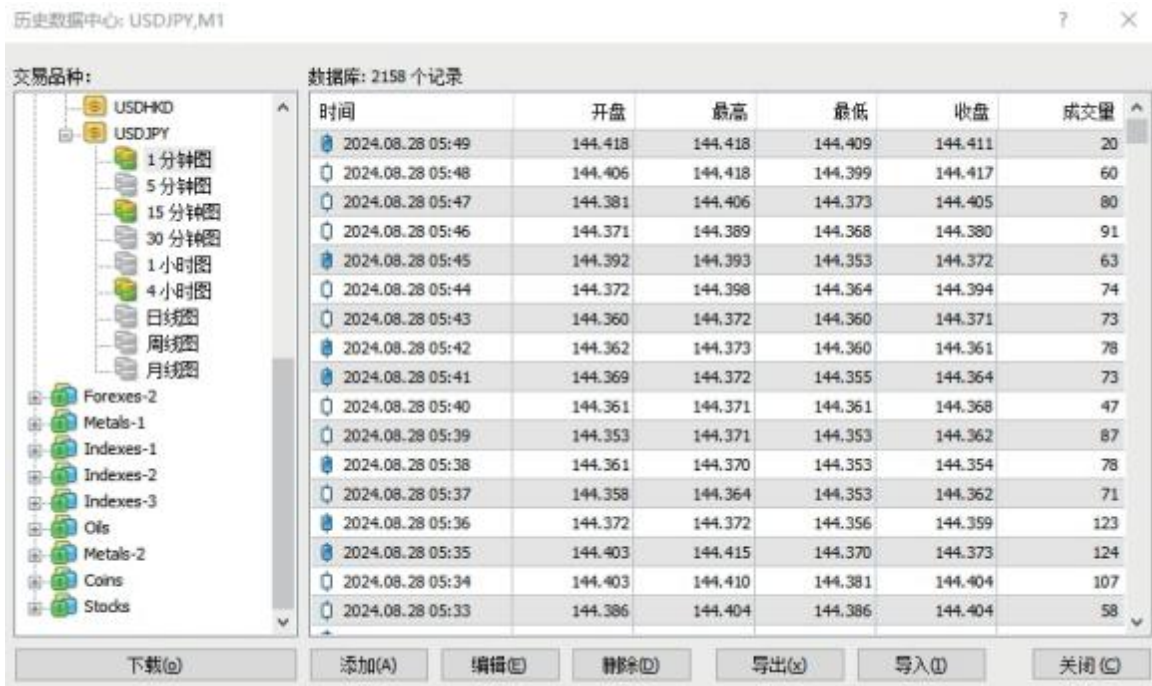 历史数据中心: USDJPY,M1 ? ×
交易品种:
USDHKD
USDJPY
1 分钟图
5 分钟图
15 分钟图
30 分钟图
1 小时图
4 小时图
日线图
周线图
月线图
Forexes-2
Metals-1
Indexes-1
Indexes-2
Indexes-3
Oils
Metals-2
Coins
Stocks
下载(o)
数据库: 2158 个记录
时间 开盘 最高 最低 收盘 成交量
2024.08.28 05:49 144.418 144.418 144.409 144.411 20
2024.08.28 05:48 144.406 144.418 144.399 144.417 60
2024.08.28 05:47 144.381 144.406 144.373 144.405 80
2024.08.28 05:46 144.371 144.389 144.368 144.380 91
2024.08.28 05:45 144.392 144.393 144.353 144.372 63
2024.08.28 05:44 144.372 144.398 144.364 144.394 74
2024.08.28 05:43 144.360 144.372 144.360 144.371 73
2024.08.28 05:42 144.362 144.373 144.360 144.361 78
2024.08.28 05:41 144.369 144.372 144.355 144.364 73
2024.08.28 05:40 144.361 144.371 144.361 144.368 47
2024.08.28 05:39 144.353 144.371 144.353 144.362 87
2024.08.28 05:38 144.361 144.370 144.353 144.354 78
2024.08.28 05:37 144.358 144.364 144.353 144.362 71
2024.08.28 05:36 144.372 144.372 144.356 144.359 123
2024.08.28 05:35 144.403 144.415 144.370 144.373 124
2024.08.28 05:34 144.403 144.410 144.381 144.404 107
2024.08.28 05:33 144.386 144.404 144.386 144.404 58
添加(A) 编辑(E) 删除(D) 导出(x) 导入(I) 关闭(C)